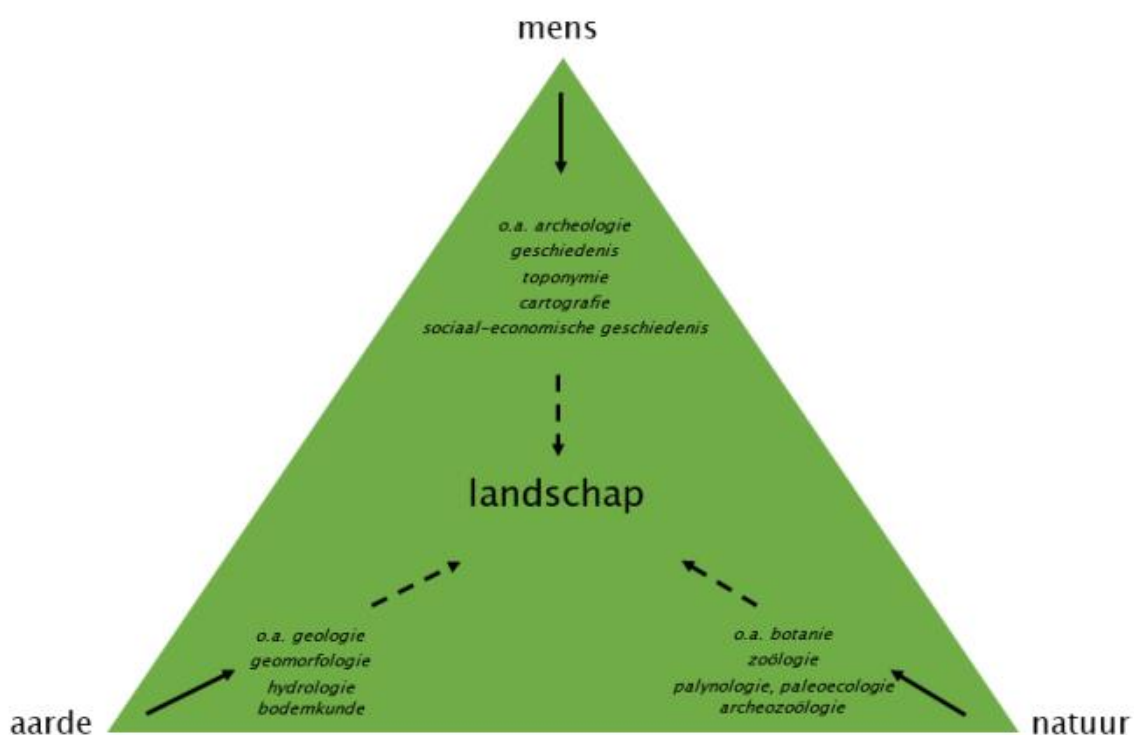 mens
o.a. archeologie
geschiedenis
toponymie
cartografie
sociaal-economische geschiedenis
landschap
o.a. geologie
geomorfologie
hydrologie
bodemkunde
o.a. botanie
zoölogie
palynologie, paleoecologie
archeozoölogie
aarde
natuur